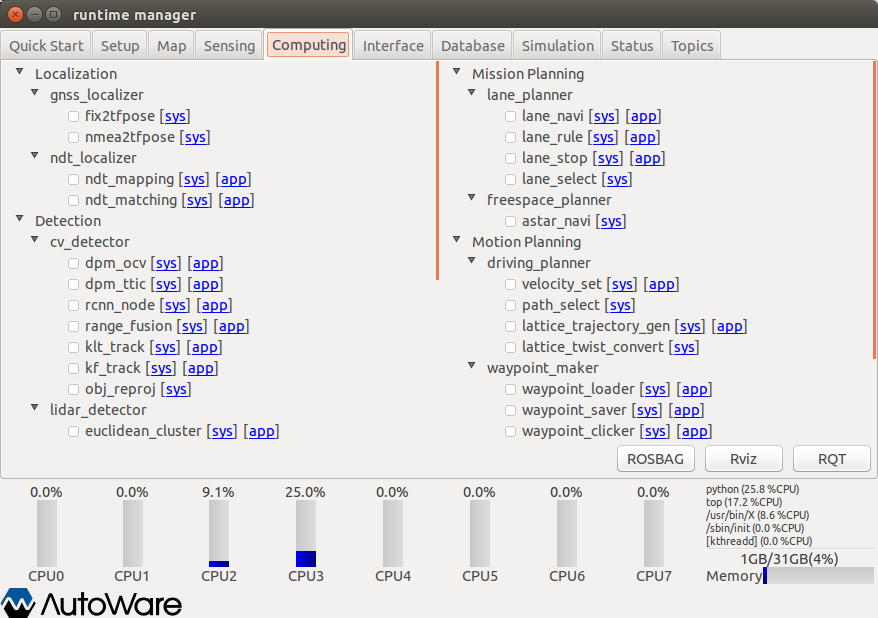 runtime manager
Quick Start Setup Map Sensing Computing Interface Database Simulation Status Topics
Localization
gnss_localizer
fix2tfpose [sys]
nmea2tfpose [sys]
ndt_localizer
ndt_mapping [sys] [app]
ndt_matching [sys] [app]
Detection
cv_detector
dpm_ocv [sys] [app]
dpm_ttic [sys] [app]
rcnn_node [sys] [app]
range_fusion [sys] [app]
klt_track [sys] [app]
kf_track [sys] [app]
obj_reproj [sys]
lidar_detector
euclidean_cluster [sys] [app]
Mission Planning
lane_planner
lane_navi [sys] [app]
lane_rule [sys] [app]
lane_stop [sys] [app]
lane_select [sys]
freespace_planner
astar_navi [sys]
Motion Planning
driving_planner
velocity_set [sys] [app]
path_select [sys]
lattice_trajectory_gen [sys] [app]
lattice_twist_convert [sys]
waypoint_maker
waypoint_loader [sys] [app]
waypoint_saver [sys] [app]
waypoint_clicker [sys] [app]
ROSBAG Rviz RQT
0.0% 0.0% 9.1% 25.0% 0.0% 0.0% 0.0% 0.0%
CPU0 CPU1 CPU2 CPU3 CPU4 CPU5 CPU6 CPU7
python (25.8 %CPU)
top (17.2 %CPU)
/usr/bin/X (8.6 %CPU)
/sbin/init (0.0 %CPU)
[kthreadd] (0.0 %CPU)
1GB/31GB(4%)
Memory
AutoWare